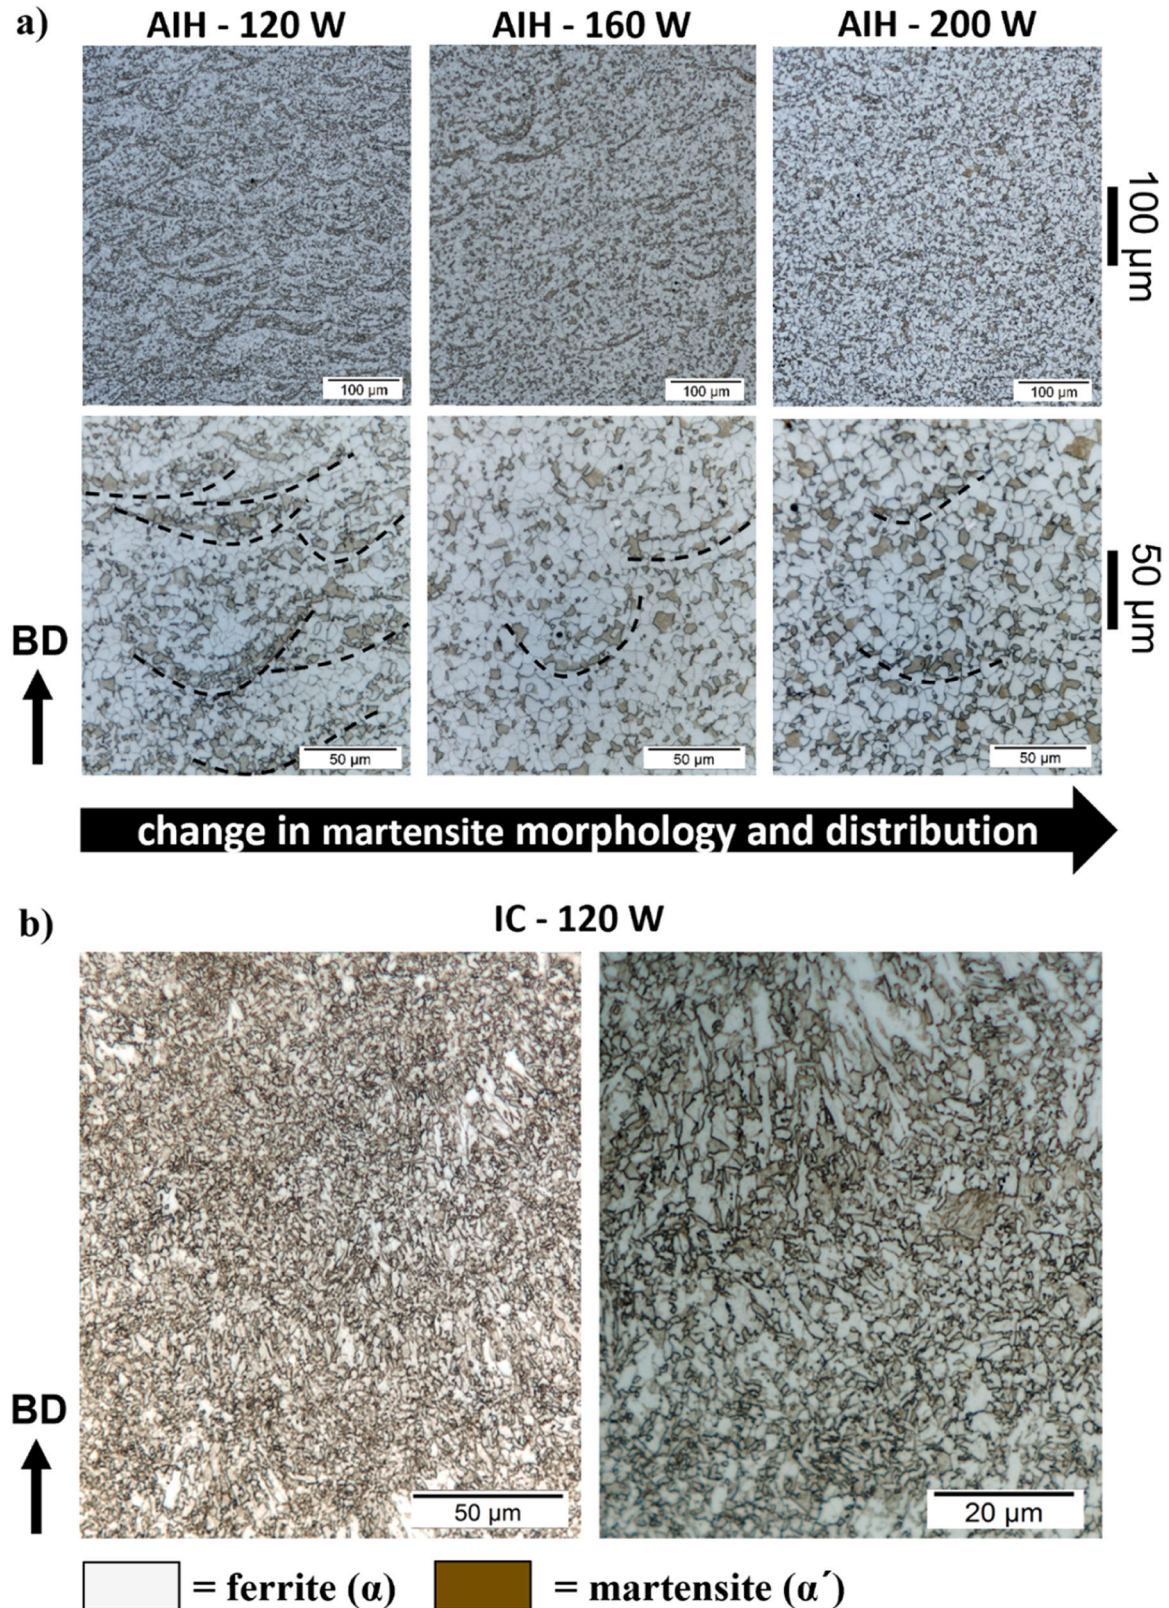 a)
AIH - 120 W
AIH - 160 W
AIH - 200 W
100 µm
100 µm
100 µm
100 µm
50 µm
50 µm
50 µm
50 µm
BD
change in martensite morphology and distribution
b)
IC - 120 W
BD
50 µm
20 µm
= ferrite (α)
= martensite (α´)